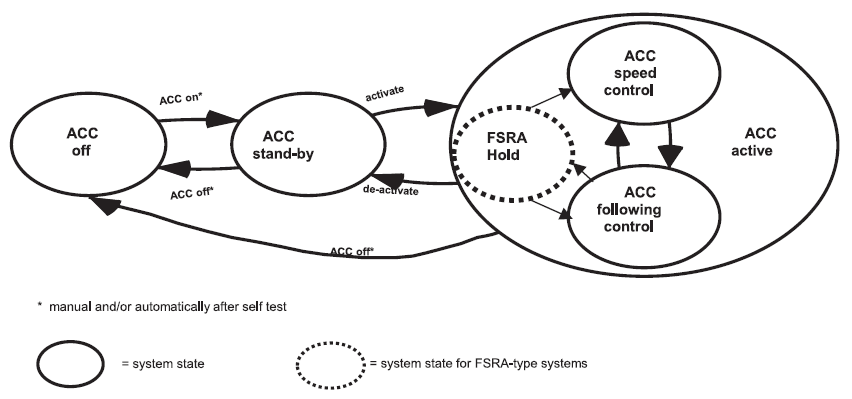 ACC
off
ACC on*
ACC off*
ACC
stand-by
activate
de-activate
ACC off*
FSRA
Hold
ACC
speed
control
ACC
following
control
ACC
active
* manual and/or automatically after self test
= system state
= system state for FSRA-type systems